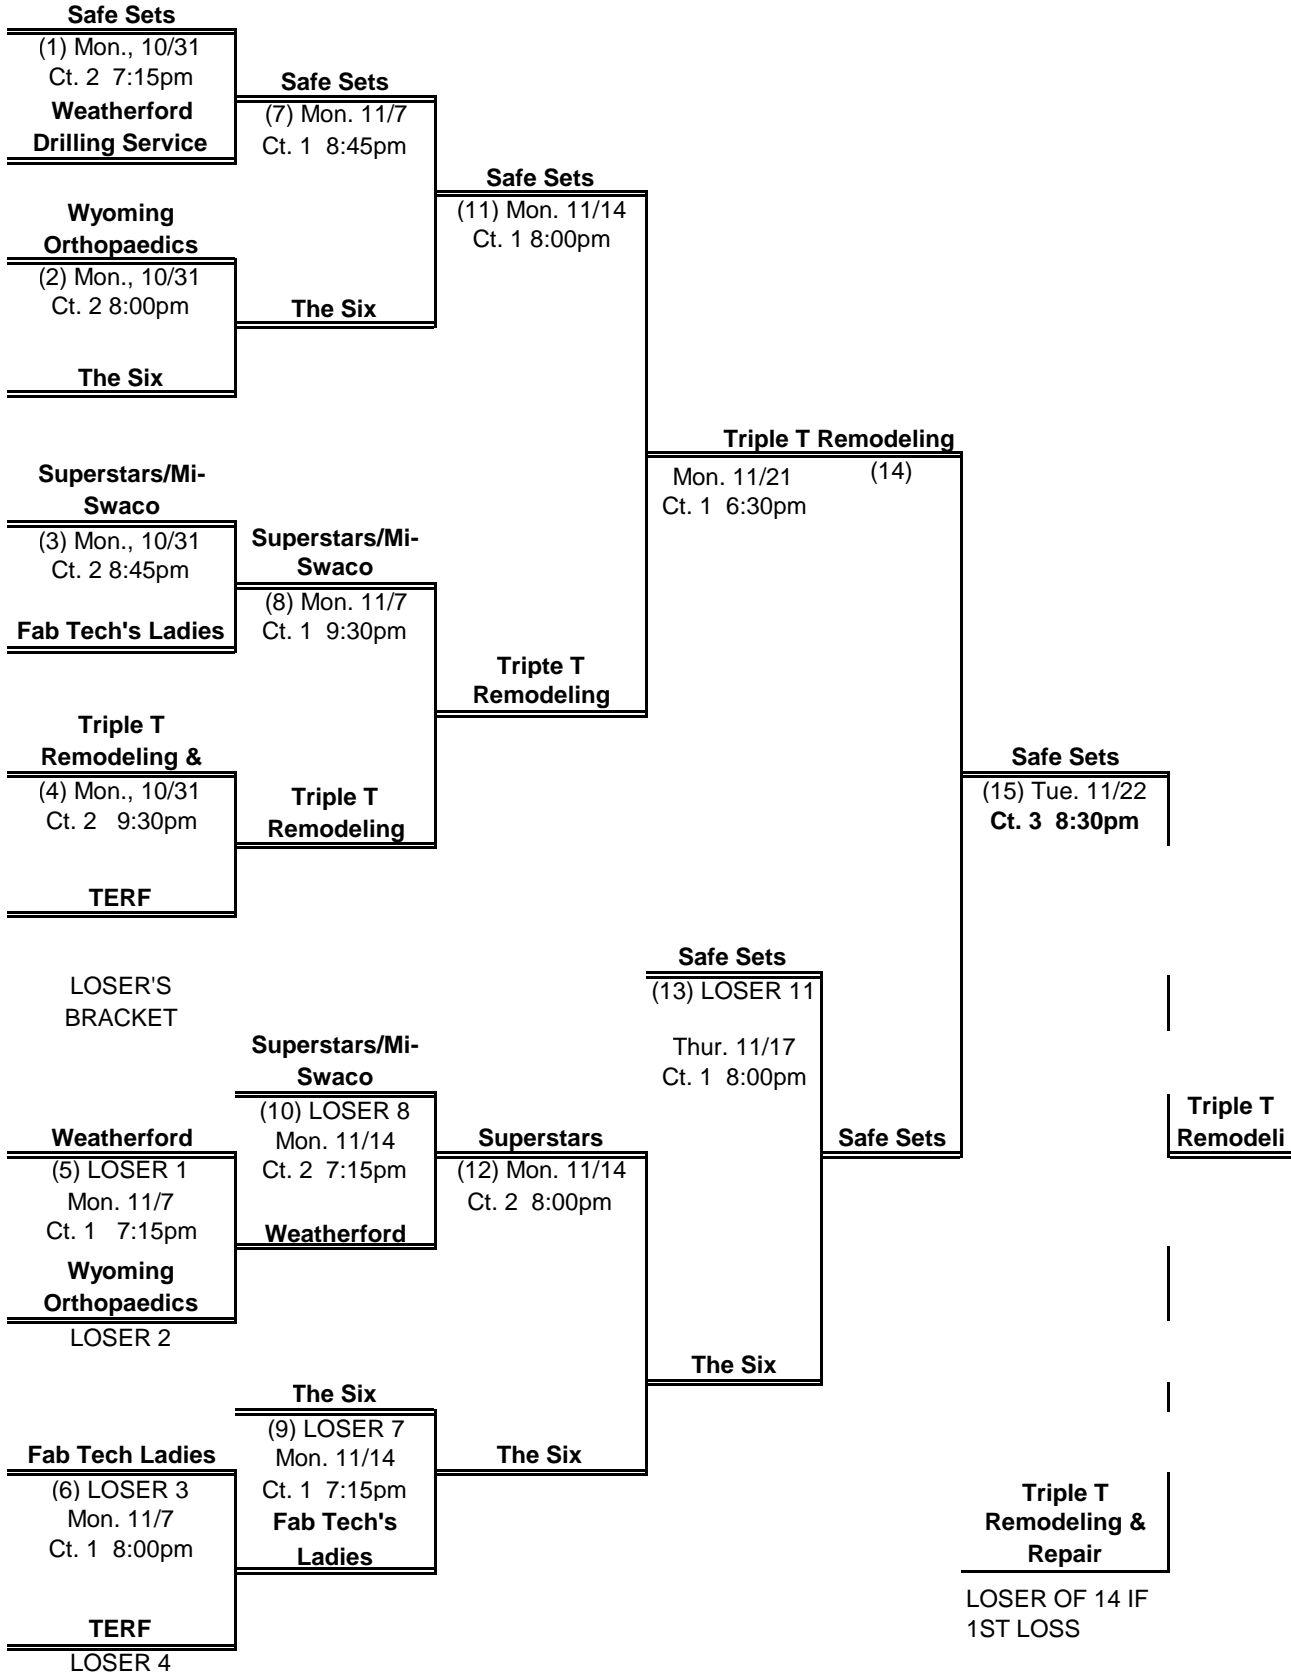 Safe Sets
(1) Mon., 10/31
Ct. 2 7:15pm
Weatherford
Drilling Service
Safe Sets
(7) Mon. 11/7
Ct. 1 8:45pm
Wyoming
Orthopaedics
(2) Mon., 10/31
Ct. 2 8:00pm
The Six
The Six
Safe Sets
(11) Mon. 11/14
Ct. 1 8:00pm
Superstars/Mi-
Swaco
(3) Mon., 10/31
Ct. 2 8:45pm
Fab Tech's Ladies
Superstars/Mi-
Swaco
(8) Mon. 11/7
Ct. 1 9:30pm
Triple T
Remodeling &
(4) Mon., 10/31
Ct. 2 9:30pm
TERF
Triple T
Remodeling
Tripte T
Remodeling
Triple T Remodeling
Mon. 11/21 (14)
Ct. 1 6:30pm
Safe Sets
(15) Tue. 11/22
Ct. 3 8:30pm
LOSER'S
BRACKET
Weatherford
(5) LOSER 1
Mon. 11/7
Ct. 1 7:15pm
Wyoming
Orthopaedics
LOSER 2
Superstars/Mi-
Swaco
(10) LOSER 8
Mon. 11/14
Ct. 2 7:15pm
Weatherford
Superstars
(12) Mon. 11/14
Ct. 2 8:00pm
Safe Sets
(13) LOSER 11
Thur. 11/17
Ct. 1 8:00pm
Safe Sets
Triple T
Remodeli
The Six
Fab Tech Ladies
(6) LOSER 3
Mon. 11/7
Ct. 1 8:00pm
TERF
LOSER 4
The Six
(9) LOSER 7
Mon. 11/14
Ct. 1 7:15pm
Fab Tech's
Ladies
The Six
Triple T
Remodeling &
Repair
LOSER OF 14 IF
1ST LOSS